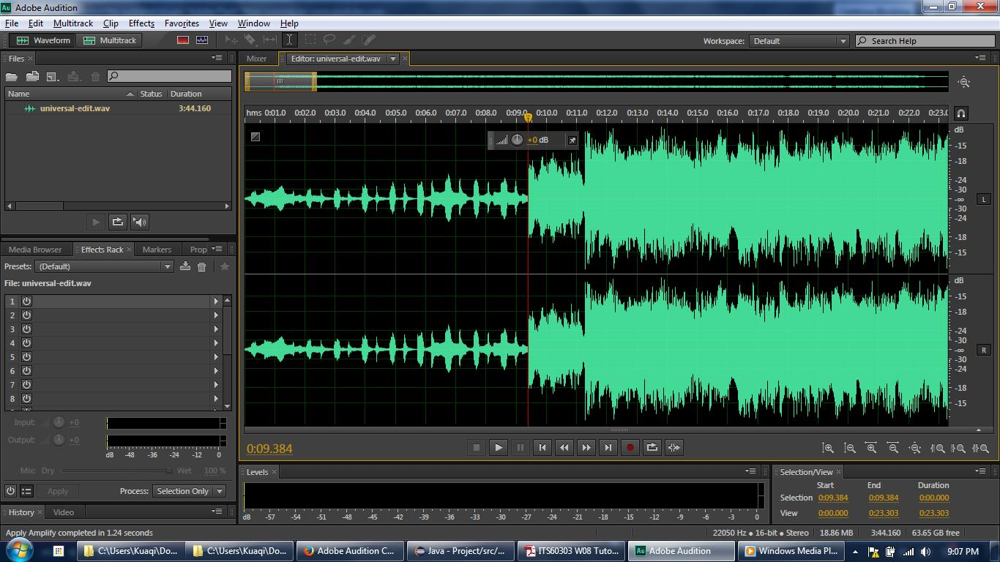 Au Adobe Audition
File Edit Multitrack Clip Effects Favorites View Window Help
Waveform Multitrack
Workspace: Default Search Help
Files ×
Name Status Duration
universal-edit.wav 3:44.160
Mixer Editor: universal-edit.wav ×
hms 0:01.0 0:02.0 0:03.0 0:04.0 0:05.0 0:06.0 0:07.0 0:08.0 0:09.0 0:10.0 0:11.0 0:12.0 0:13.0 0:14.0 0:15.0 0:16.0 0:17.0 0:18.0 0:19.0 0:20.0 0:21.0 0:22.0 0:23.0
+0 dB
dB
-15
-18
-24
-30
-∞
-30
-24
-18
-15
L
dB
-15
-18
-24
-30
-∞
-30
-24
-18
-15
R
Media Browser Effects Rack × Markers Prop
Presets: (Default)
File: universal-edit.wav
1
2
3
4
5
6
7
8
Input: +0
Output: +0
dB -48 -36 -24 -12 0
Mix: Dry Wet 100 %
Apply Process: Selection Only
0:09.384
Levels ×
dB -57 -54 -51 -48 -45 -42 -39 -36 -33 -30 -27 -24 -21 -18 -15 -12 -9 -6 -3 0
Selection/View ×
Start End Duration
Selection 0:09.384 0:09.384 0:00.000
View 0:00.000 0:23.303 0:23.303
History × Video
Apply Amplify completed in 1.24 seconds
22050 Hz ● 16-bit ● Stereo 18.86 MB 3:44.160 63.65 GB free
C:\Users\Kuaqi\Do... C:\Users\Kuaqi\Do... Adobe Audition C... Java - Project/src/... ITS60303 W08 Tuto... Au Adobe Audition Windows Media Pl... 9:07 PM